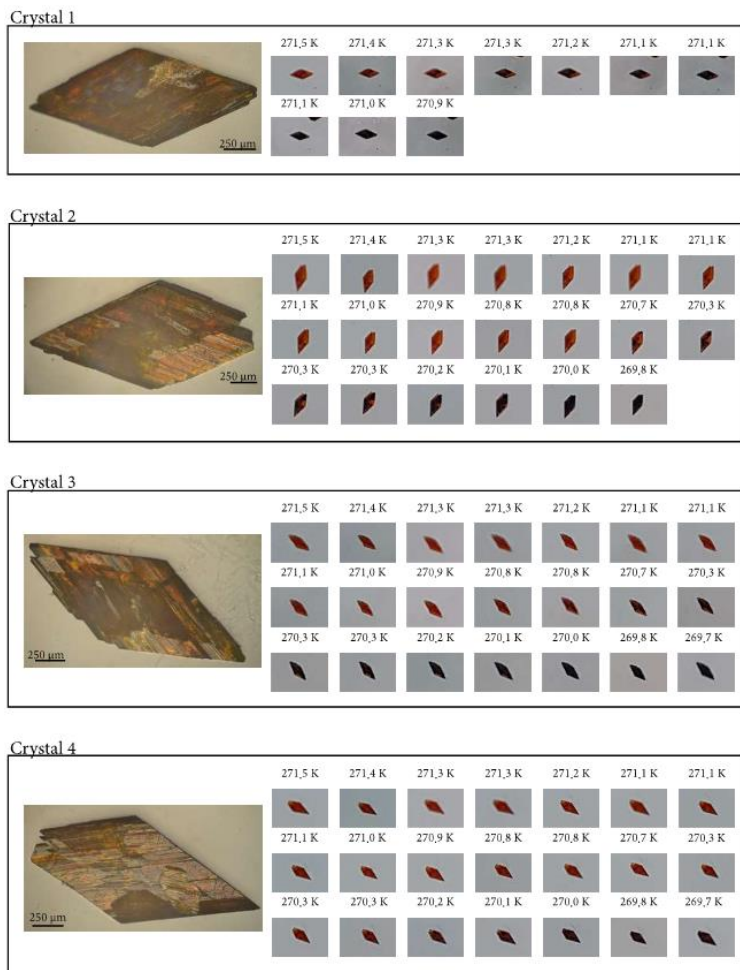 Crystal 1
271,5 K 271,4 K 271,3 K 271,3 K 271,2 K 271,1 K 271,1 K
271,1 K 271,0 K 270,9 K
250 µm
Crystal 2
271,5 K 271,4 K 271,3 K 271,3 K 271,2 K 271,1 K 271,1 K
271,1 K 271,0 K 270,9 K 270,8 K 270,8 K 270,7 K 270,3 K
270,3 K 270,3 K 270,2 K 270,1 K 270,0 K 269,8 K
250 µm
Crystal 3
271,5 K 271,4 K 271,3 K 271,3 K 271,2 K 271,1 K 271,1 K
271,1 K 271,0 K 270,9 K 270,8 K 270,8 K 270,7 K 270,3 K
270,3 K 270,3 K 270,2 K 270,1 K 270,0 K 269,8 K 269,7 K
250 µm
Crystal 4
271,5 K 271,4 K 271,3 K 271,3 K 271,2 K 271,1 K 271,1 K
271,1 K 271,0 K 270,9 K 270,8 K 270,8 K 270,7 K 270,3 K
270,3 K 270,3 K 270,2 K 270,1 K 270,0 K 269,8 K 269,7 K
250 µm